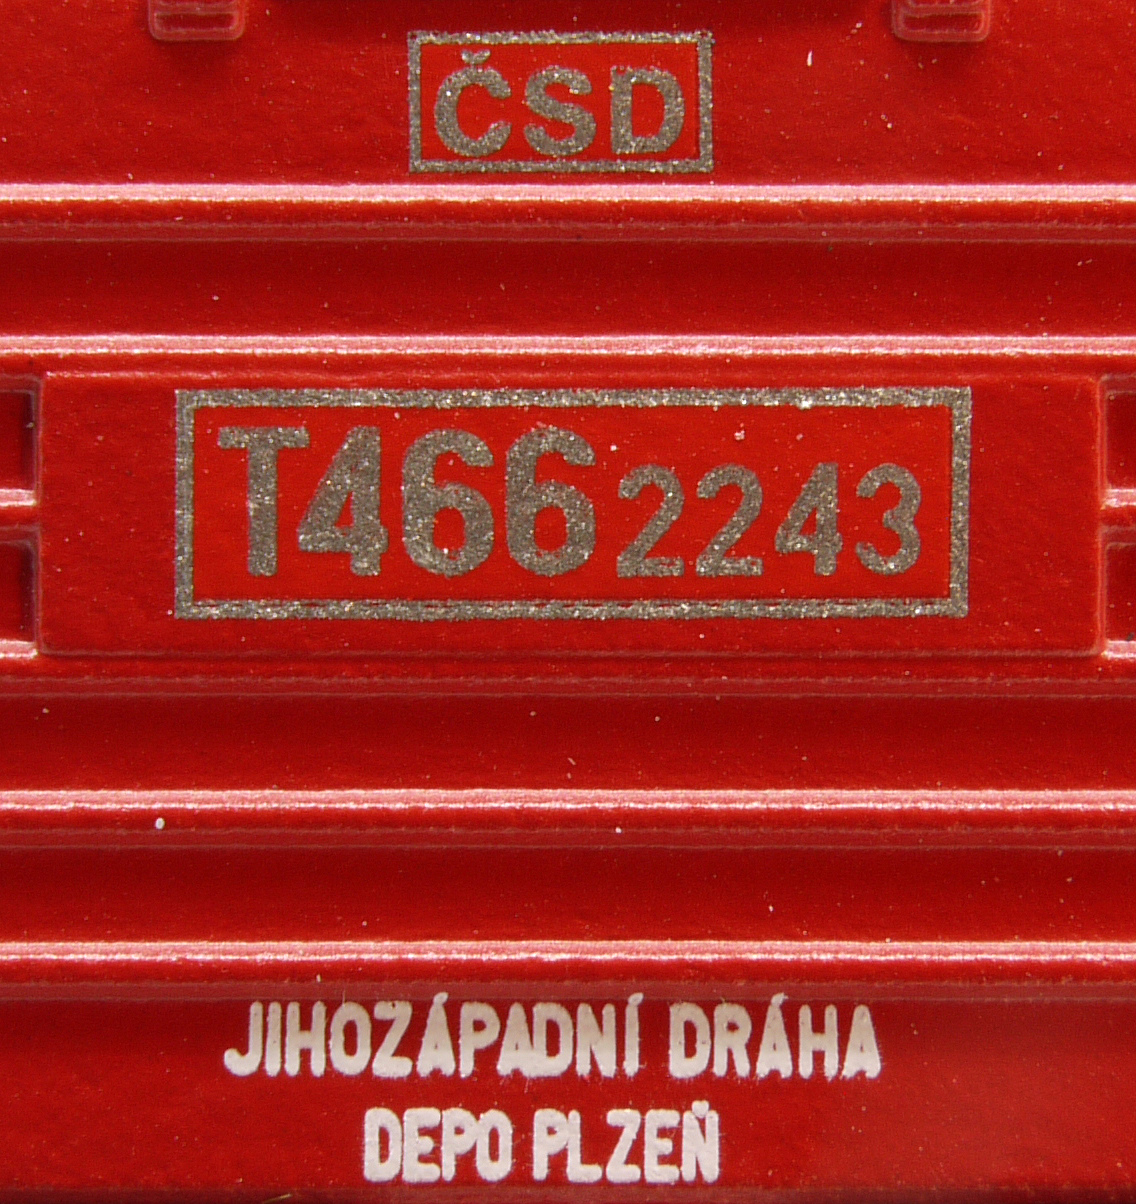 ČSD
T466 2243
JIHOZÁPADNÍ DRÁHA
DEPO PLZEŇ